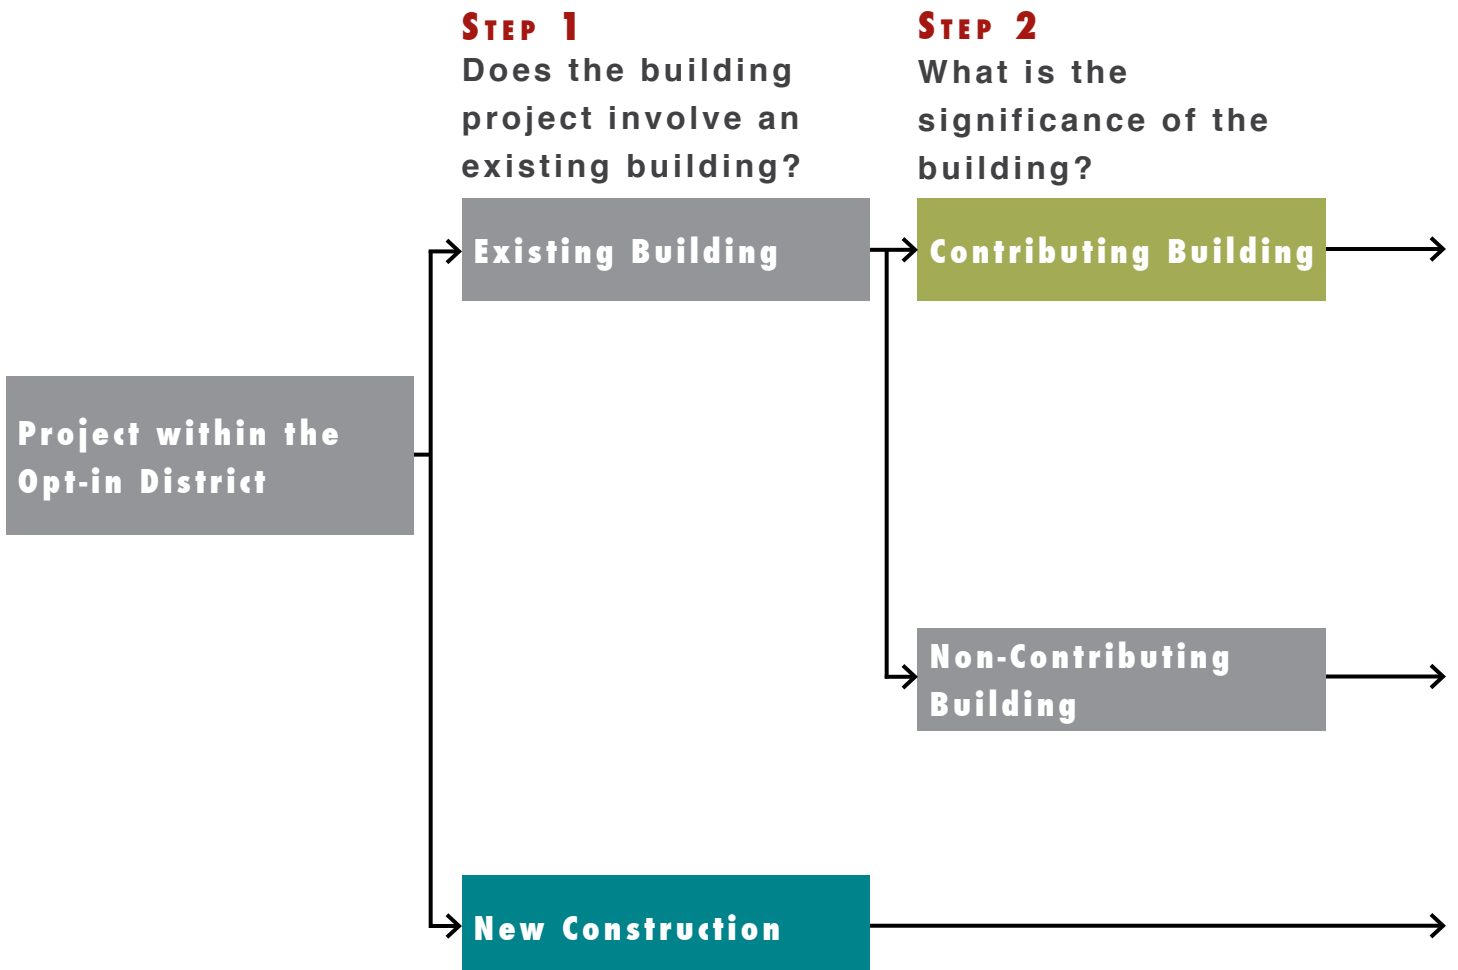 STEP 1
Does the building
project involve an
existing building?
STEP 2
What is the
significance of the
building?
Existing Building
Contributing Building
Project within the
Opt-in District
Non-Contributing
Building
New Construction